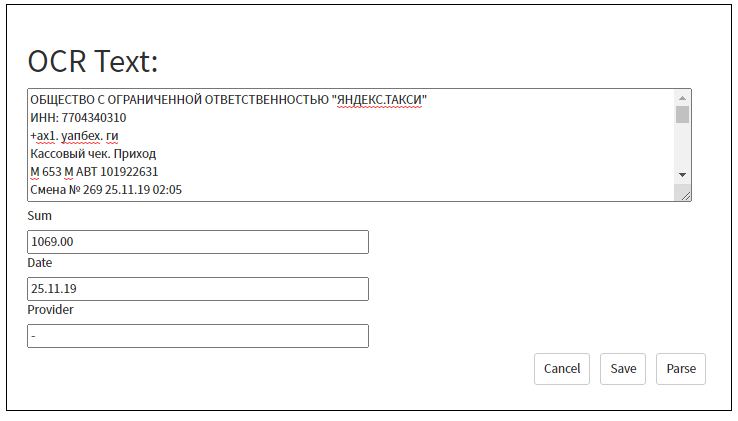 OCR Text:
ОБЩЕСТВО С ОГРАНИЧЕННОЙ ОТВЕТСТВЕННОСТЬЮ "ЯНДЕКС.ТАКСИ"
ИНН: 7704340310
+ах1. уапбех. ги
Кассовый чек. Приход
М 653 М АВТ 101922631
Смена № 269 25.11.19 02:05
Sum
1069.00
Date
25.11.19
Provider
-
Cancel Save Parse